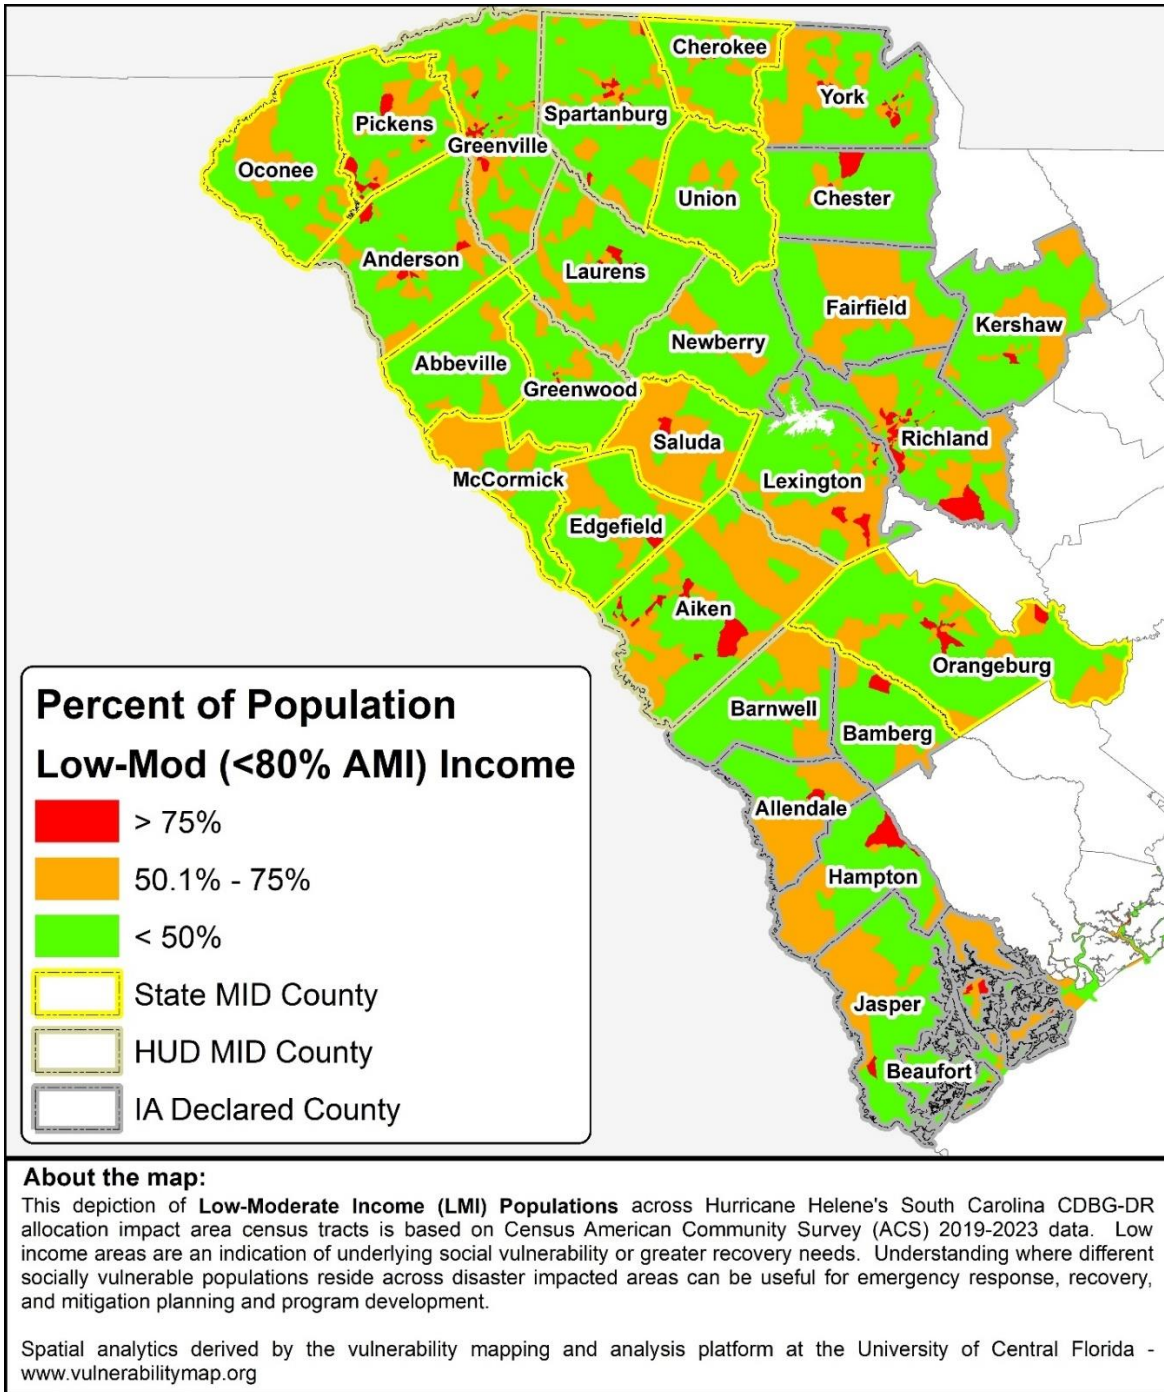 Cherokee
York
Spartanburg
Pickens
Greenville
Oconee
Union
Chester
Anderson
Laurens
Fairfield
Kershaw
Newberry
Abbeville
Greenwood
Saluda
Richland
McCormick
Lexington
Edgefield
Aiken
Orangeburg
Barnwell
Bamberg
Allendale
Hampton
Jasper
Beaufort
Percent of Population
Low-Mod (<80% AMI) Income
> 75%
50.1% - 75%
< 50%
State MID County
HUD MID County
IA Declared County
About the map:
This depiction of Low-Moderate Income (LMI) Populations across Hurricane Helene's South Carolina CDBG-DR
allocation impact area census tracts is based on Census American Community Survey (ACS) 2019-2023 data. Low
income areas are an indication of underlying social vulnerability or greater recovery needs. Understanding where different
socially vulnerable populations reside across disaster impacted areas can be useful for emergency response, recovery,
and mitigation planning and program development.
Spatial analytics derived by the vulnerability mapping and analysis platform at the University of Central Florida -
www.vulnerabilitymap.org